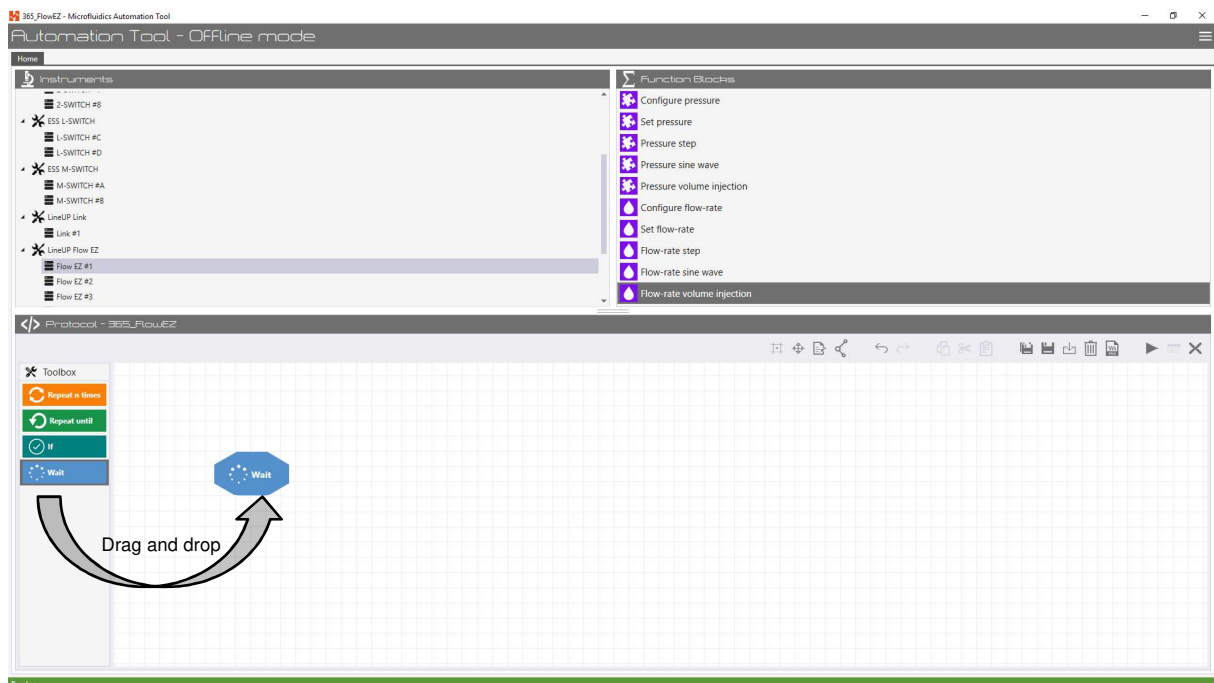 365_FlowEZ - Microfluidics Automation Tool
Automation Tool - Offline mode
Home
Instruments
2-SWITCH #8
ESS L-SWITCH
L-SWITCH #C
L-SWITCH #D
ESS M-SWITCH
M-SWITCH #A
M-SWITCH #B
LineUP Link
Link #1
LineUP Flow EZ
Flow EZ #1
Flow EZ #2
Flow EZ #3
Function Blocks
Configure pressure
Set pressure
Pressure step
Pressure sine wave
Pressure volume injection
Configure flow-rate
Set flow-rate
Flow-rate step
Flow-rate sine wave
Flow-rate volume injection
Protocol - 365_FlowEZ
Toolbox
Repeat n times
Repeat until
If
Wait
Wait
Drag and drop